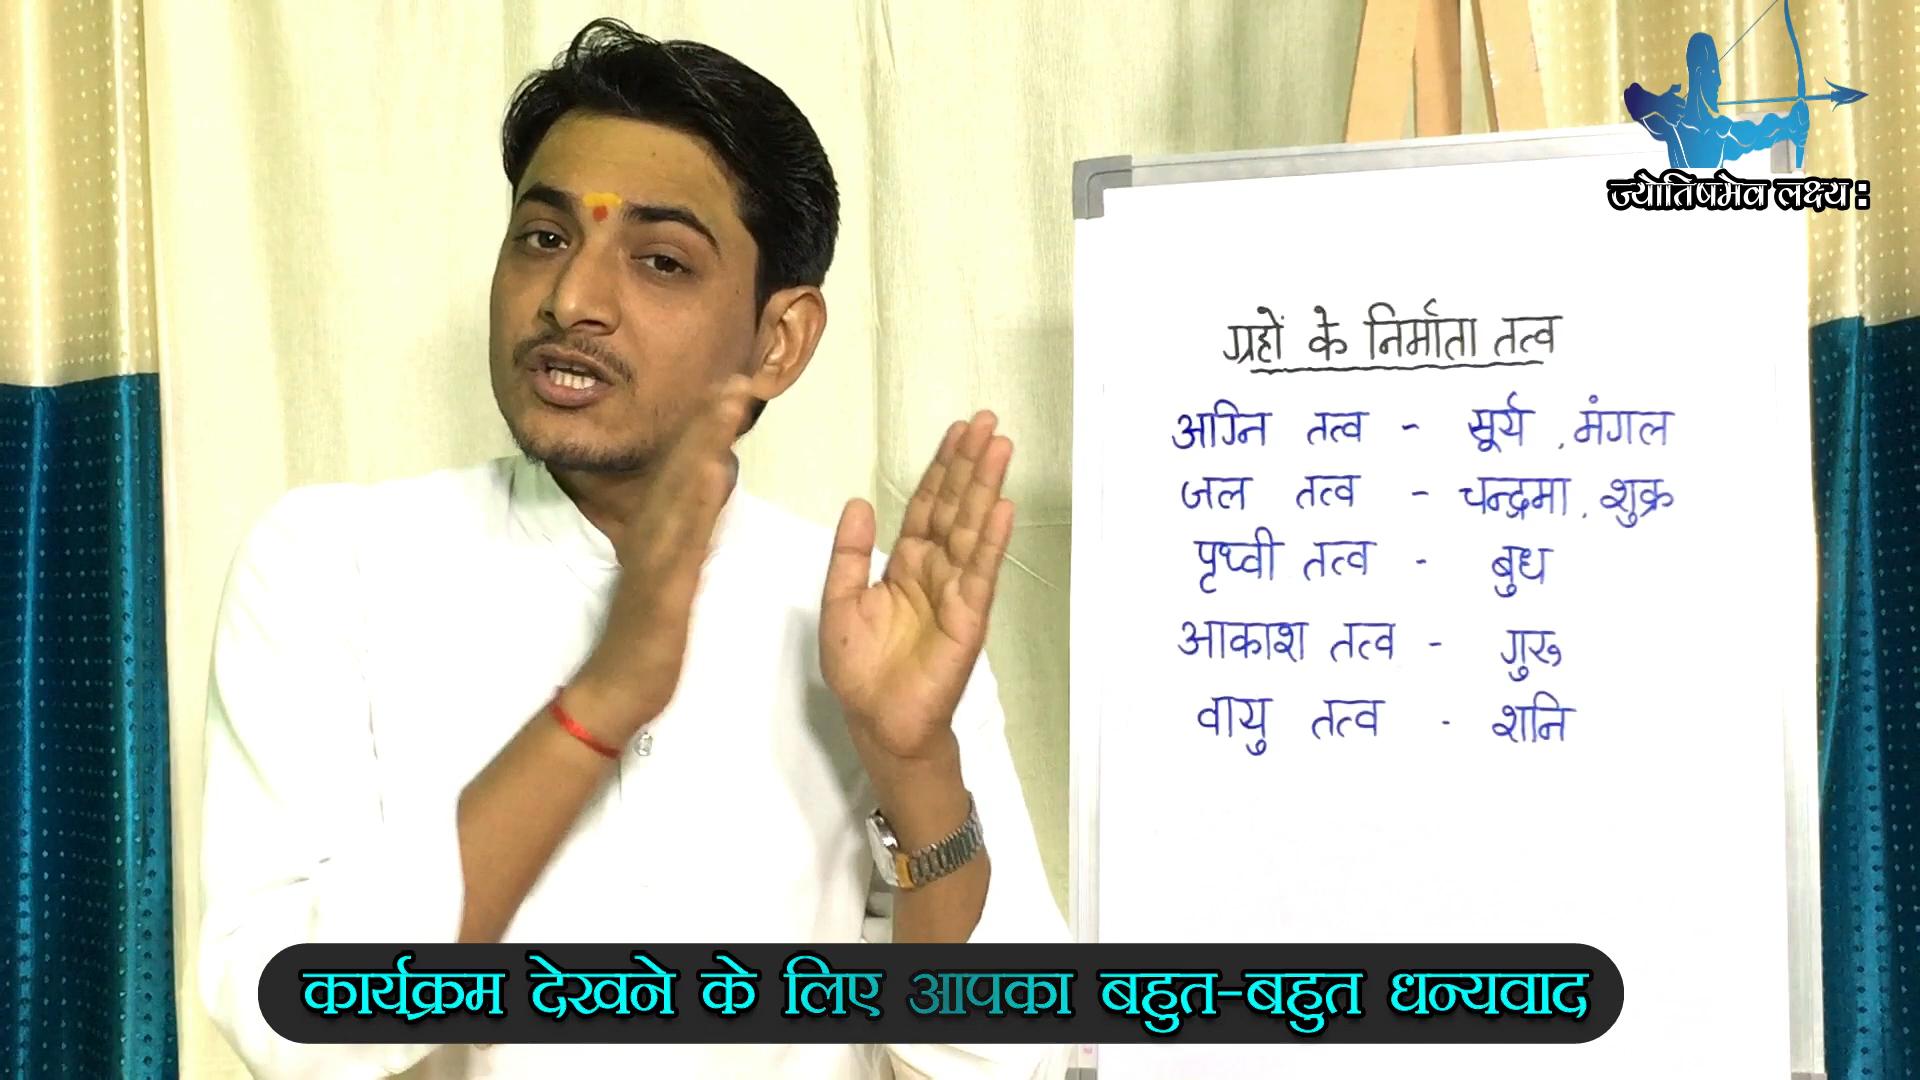 ज्योतिषमेव लक्ष्य :
ग्रहों के निर्माता तत्व
अग्नि तत्व - सूर्य , मंगल
जल तत्व - चन्द्रमा , शुक्र
पृथ्वी तत्व - बुध
आकाश तत्व - गुरु
वायु तत्व - शनि
कार्यक्रम देखने के लिए आपका बहुत-बहुत धन्यवाद